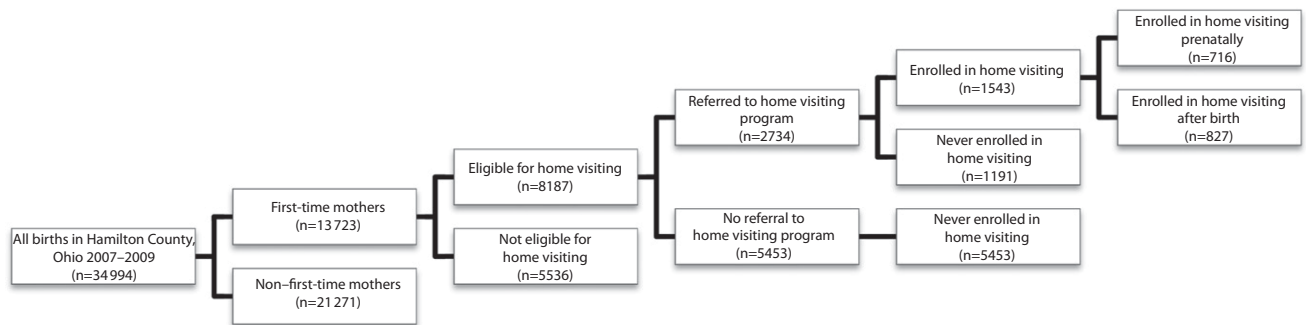 All births in Hamilton County,
Ohio 2007–2009
(n=34 994)
First-time mothers
(n=13 723)
Non–first-time mothers
(n=21 271)
Eligible for home visiting
(n=8187)
Not eligible for
home visiting
(n=5536)
Referred to home visiting
program
(n=2734)
No referral to
home visiting program
(n=5453)
Enrolled in home visiting
(n=1543)
Never enrolled in
home visiting
(n=1191)
Never enrolled in
home visiting
(n=5453)
Enrolled in home visiting
prenatally
(n=716)
Enrolled in home visiting
after birth
(n=827)